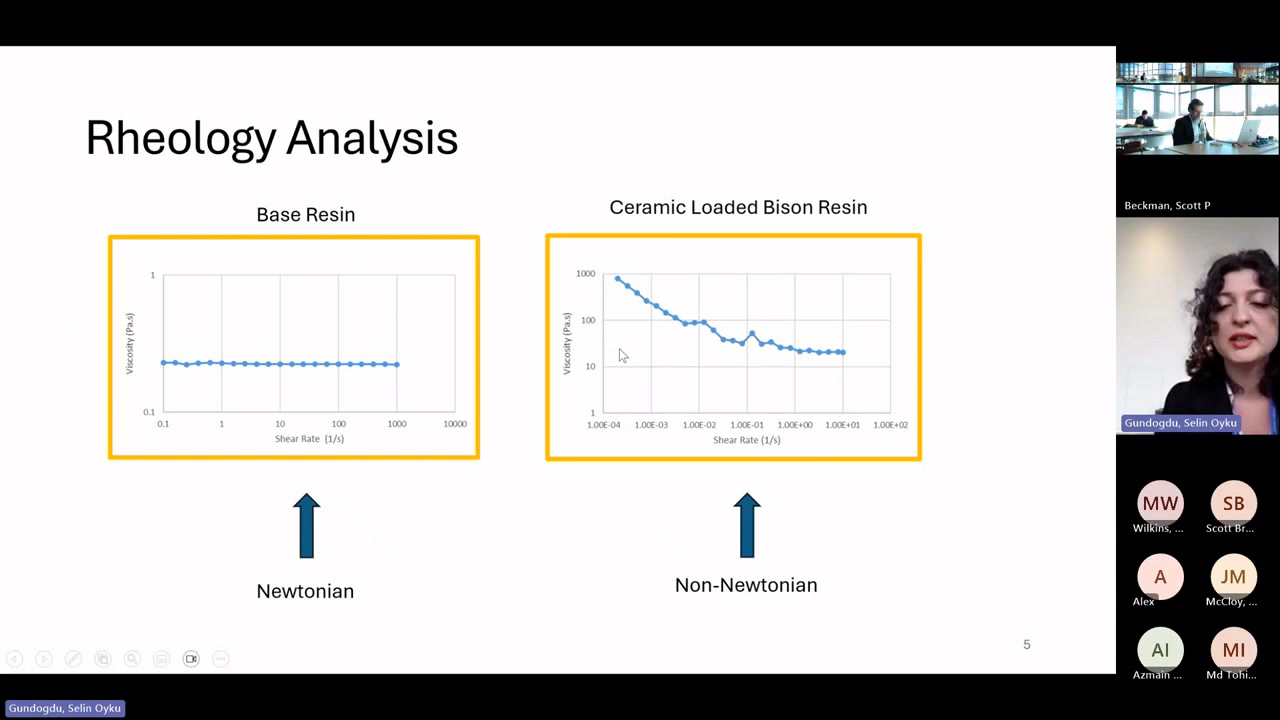 Rheology Analysis
Base Resin
Ceramic Loaded Bison Resin
Viscosity (Pa.s)
1
0.1
0.1 1 10 100 1000 10000
Shear Rate (1/s)
Viscosity (Pa.s)
1000
100
10
1
1.00E-04 1.00E-03 1.00E-02 1.00E-01 1.00E+00 1.00E+01 1.00E+02
Shear Rate (1/s)
Newtonian
Non-Newtonian
5
Gundogdu, Selin Oyku
Beckman, Scott P
Gundogdu, Selin Oyku
MW SB
Wilkins, ... Scott Br...
A JM
Alex McCloy, ...
AI MI
Azmain ... Md Tohi...